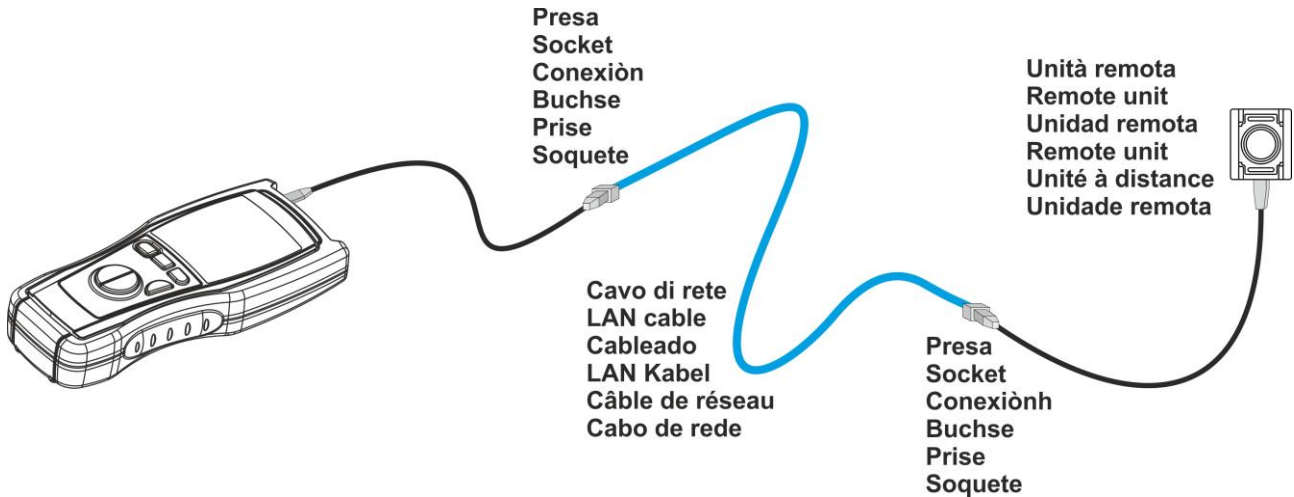 Presa
Socket
Conexiòn
Buchse
Prise
Soquete
Unità remota
Remote unit
Unidad remota
Remote unit
Unité à distance
Unidade remota
Cavo di rete
LAN cable
Cableado
LAN Kabel
Câble de réseau
Cabo de rede
Presa
Socket
Conexiònh
Buchse
Prise
Soquete